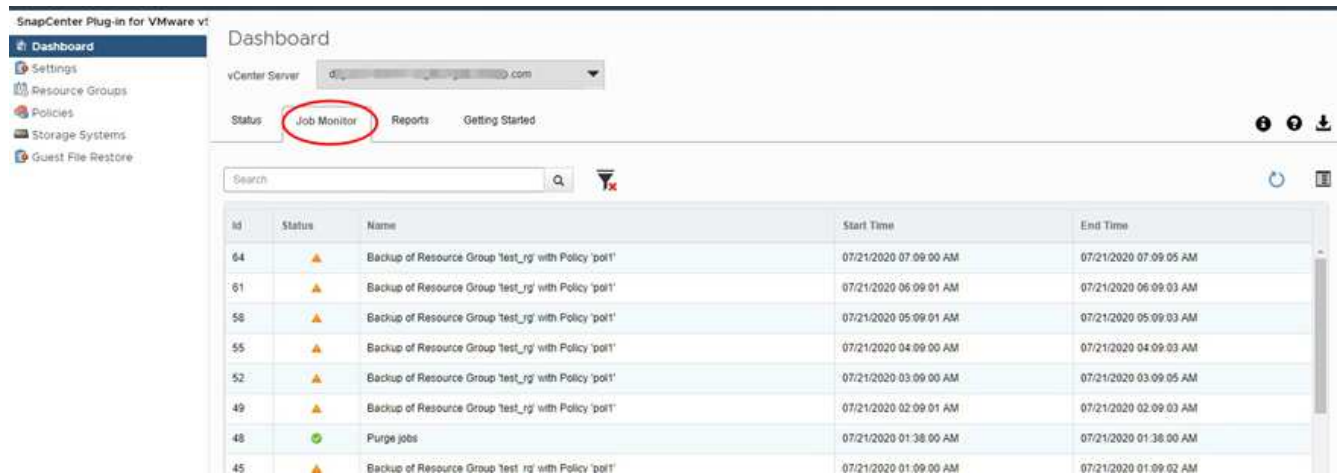 SnapCenter Plug-in for VMware vS
Dashboard
Settings
Resource Groups
Policies
Storage Systems
Guest File Restore
Dashboard
vCenter Server
.com
Status Job Monitor Reports Getting Started
Search
Id Status Name Start Time End Time
64 Backup of Resource Group 'test_rg' with Policy 'pol1' 07/21/2020 07:09:00 AM 07/21/2020 07:09:05 AM
61 Backup of Resource Group 'test_rg' with Policy 'pol1' 07/21/2020 06:09:01 AM 07/21/2020 06:09:03 AM
58 Backup of Resource Group 'test_rg' with Policy 'pol1' 07/21/2020 05:09:01 AM 07/21/2020 05:09:03 AM
55 Backup of Resource Group 'test_rg' with Policy 'pol1' 07/21/2020 04:09:00 AM 07/21/2020 04:09:03 AM
52 Backup of Resource Group 'test_rg' with Policy 'pol1' 07/21/2020 03:09:00 AM 07/21/2020 03:09:05 AM
49 Backup of Resource Group 'test_rg' with Policy 'pol1' 07/21/2020 02:09:01 AM 07/21/2020 02:09:03 AM
48 Purge jobs 07/21/2020 01:38:00 AM 07/21/2020 01:38:00 AM
45 Backup of Resource Group 'test_rg' with Policy 'pol1' 07/21/2020 01:09:00 AM 07/21/2020 01:09:02 AM